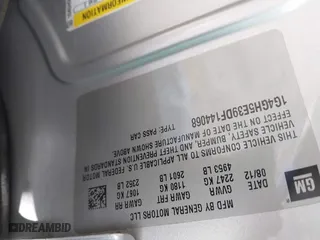 GM
MFD BY GENERAL MOTORS LLC
DATE GVWR GAWR FRT GAWR RR
08/12 2247 KG 1180 KG 1067 KG
4953 LB 2601 LB 2352 LB
THIS VEHICLE CONFORMS TO ALL APPLICABLE U.S. FEDERAL MOTOR
VEHICLE SAFETY, BUMPER, AND THEFT PREVENTION STANDARDS IN
EFFECT ON THE DATE OF MANUFACTURE SHOWN ABOVE.
1G4GH5E39DF144068 TYPE: PASS CAR
DREAMBID